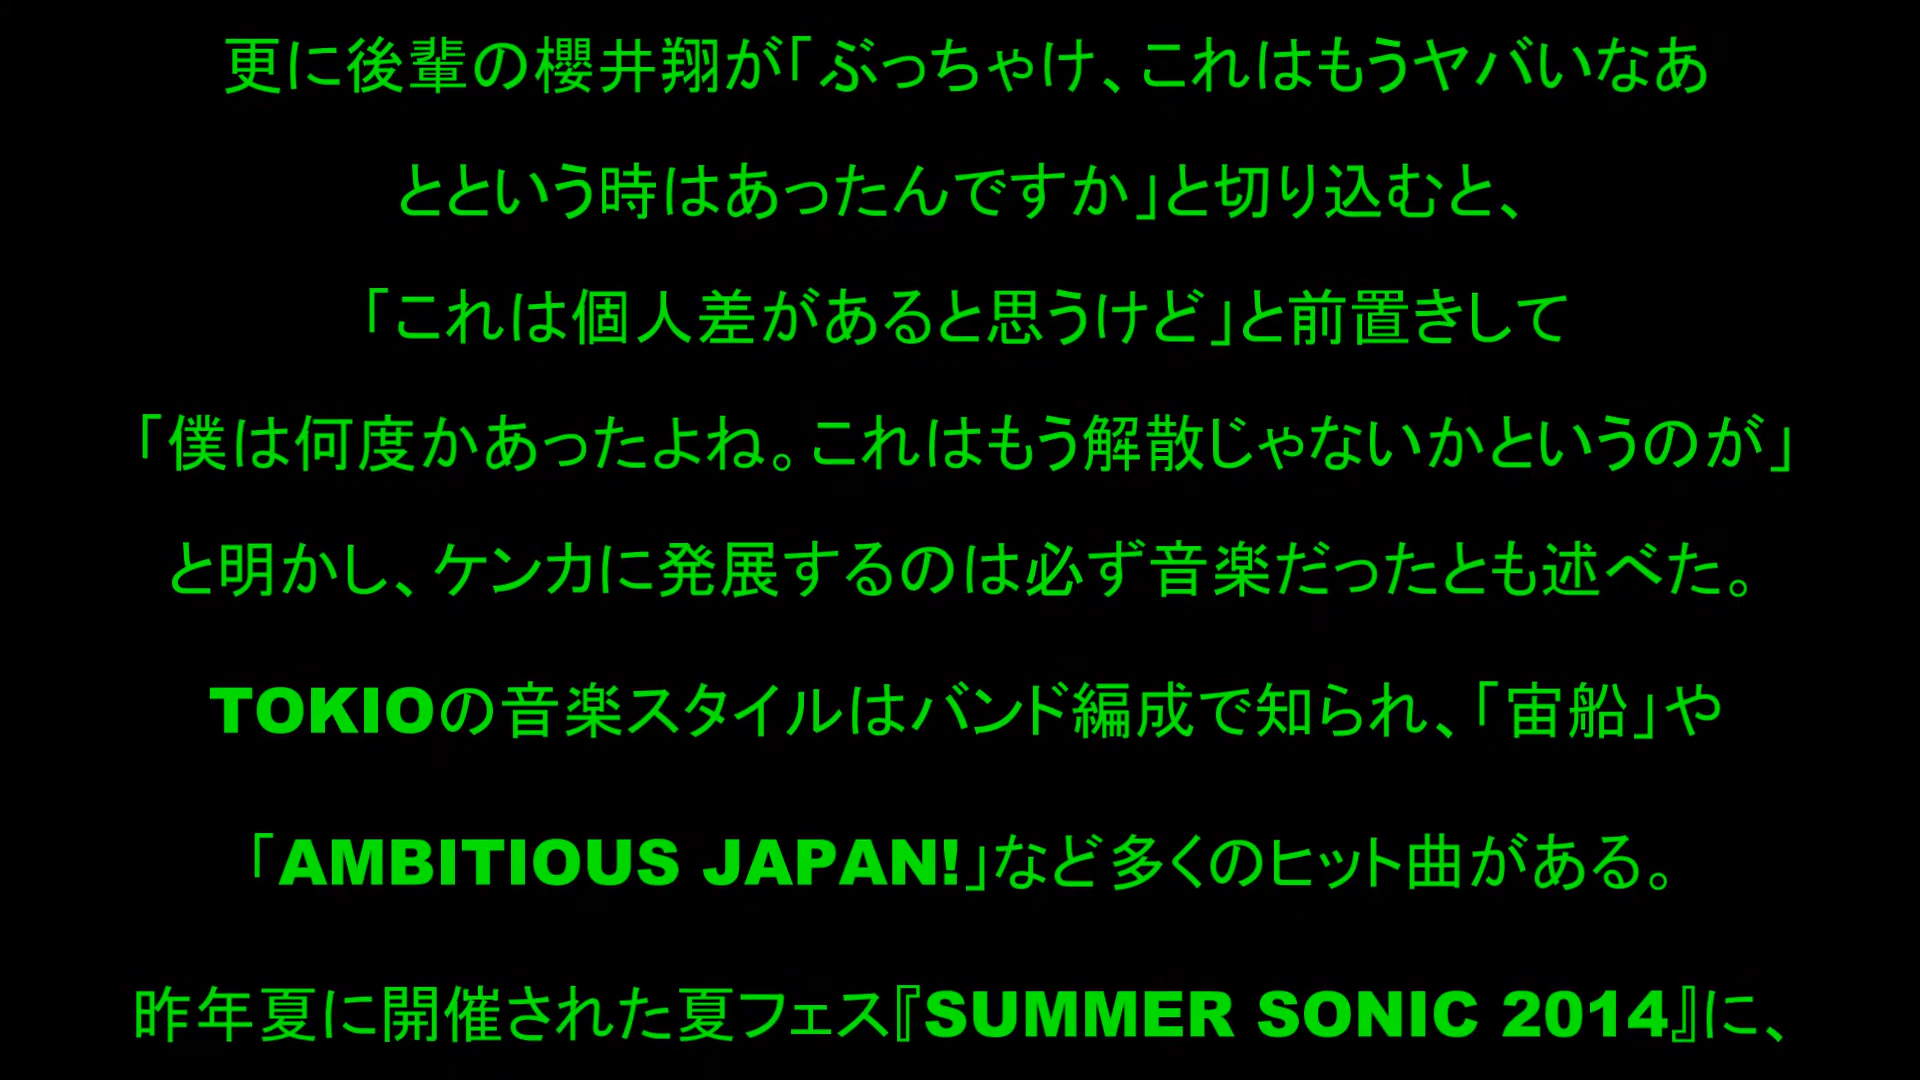 更に後輩の櫻井翔が「ぶっちゃけ、これはもうヤバいなあ
とという時はあったんですか」と切り込むと、
「これは個人差があると思うけど」と前置きして
「僕は何度かあったよね。これはもう解散じゃないかというのが」
と明かし、ケンカに発展するのは必ず音楽だったとも述べた。
TOKIOの音楽スタイルはバンド編成で知られ、「宙船」や
「AMBITIOUS JAPAN!」など多くのヒット曲がある。
昨年夏に開催された夏フェス『SUMMER SONIC 2014』に、